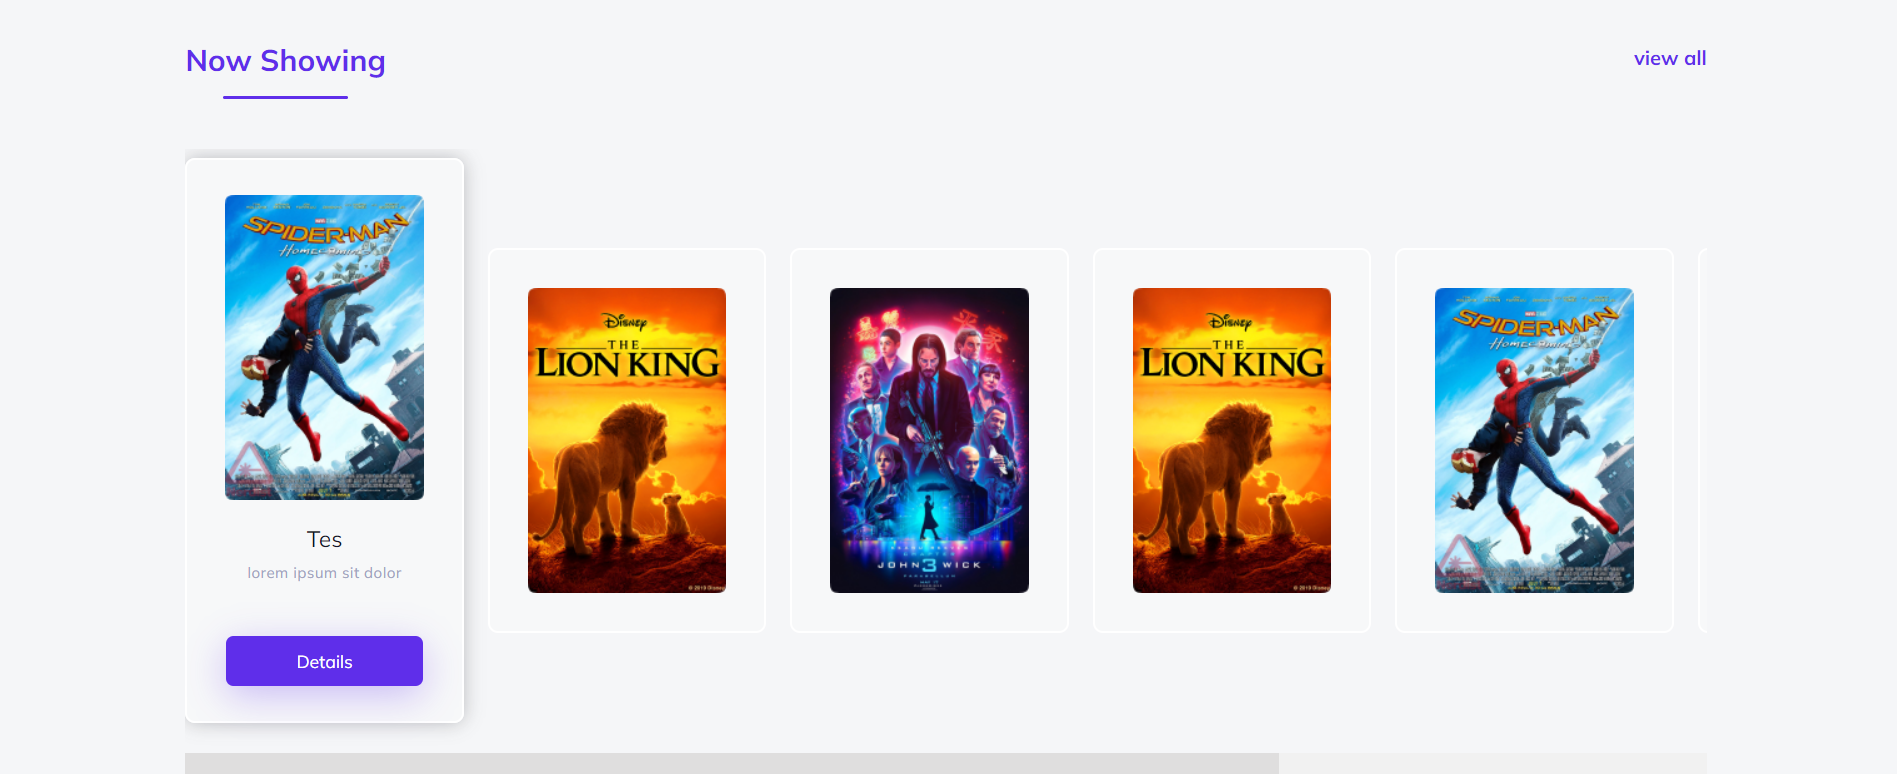 Now Showing
view all
SPIDER-MAN
Homecoming
Tes
lorem ipsum sit dolor
Details
Disney
THE
LION KING
JOHN 3 WICK
PARABELLUM
Disney
THE
LION KING
SPIDER-MAN
Homecoming